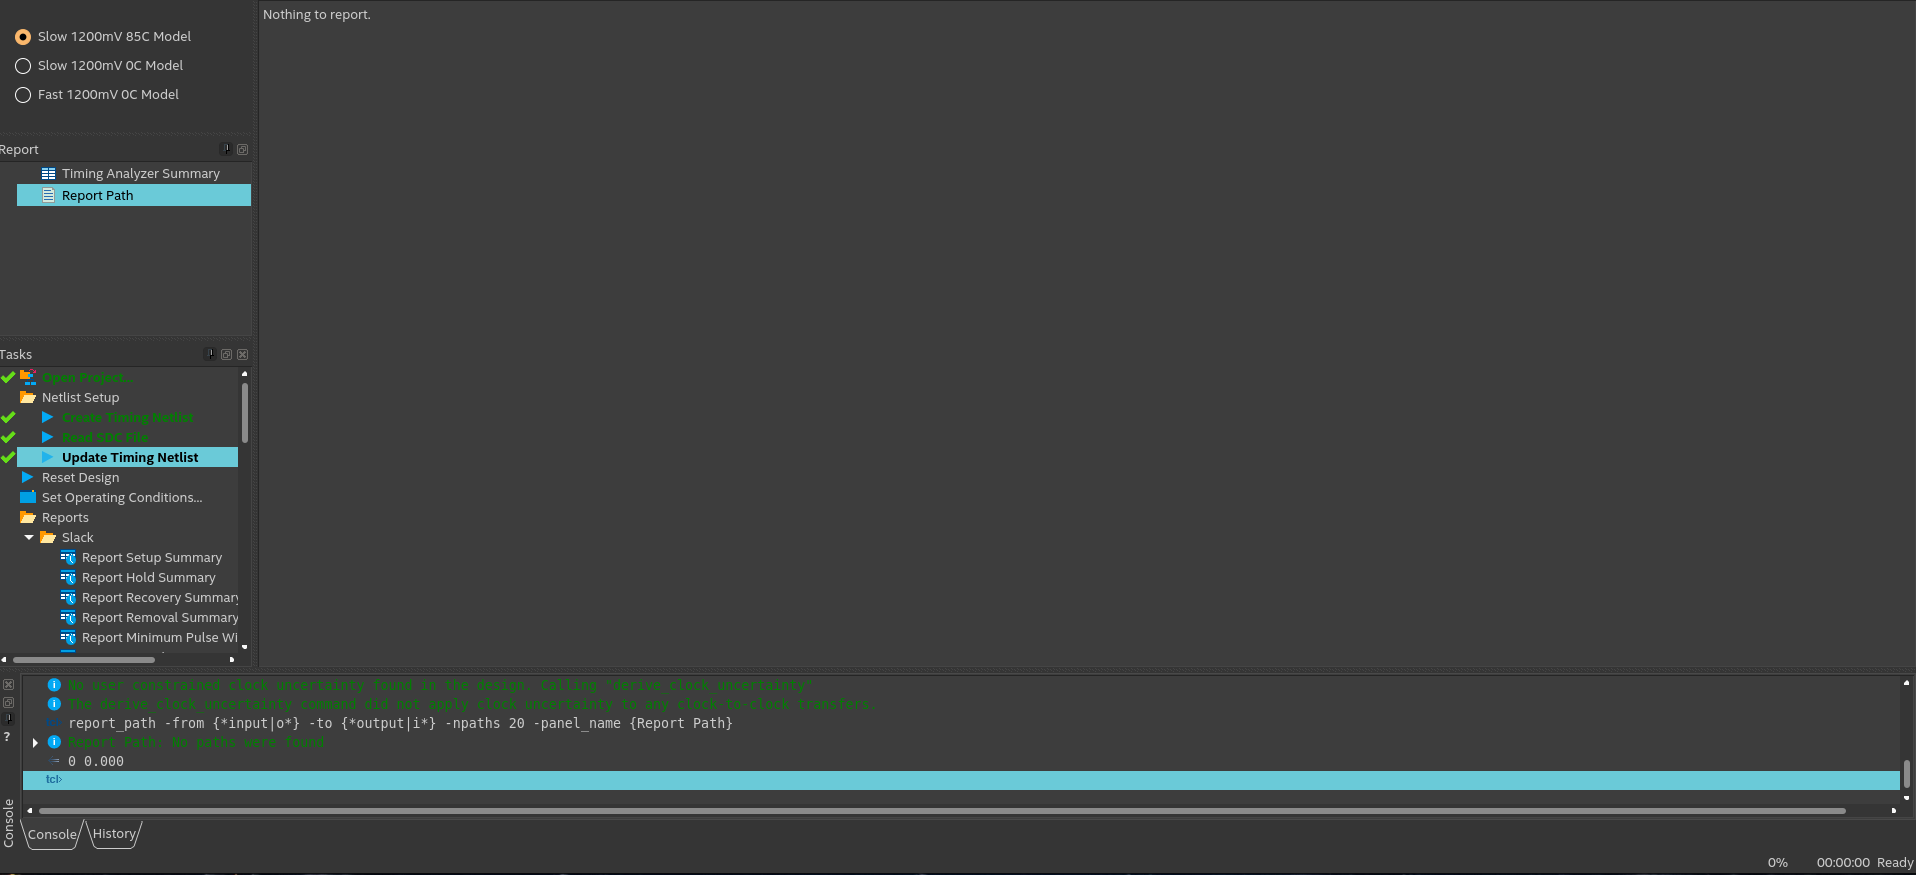 Nothing to report.
Slow 1200mV 85C Model
Slow 1200mV 0C Model
Fast 1200mV 0C Model
Report
Timing Analyzer Summary
Report Path
Tasks
Open Project...
Netlist Setup
Create Timing Netlist
Read SDC File
Update Timing Netlist
Reset Design
Set Operating Conditions...
Reports
Slack
Report Setup Summary
Report Hold Summary
Report Recovery Summary
Report Removal Summary
Report Minimum Pulse Wi
No user constrained clock uncertainty found in the design. Calling "derive_clock_uncertainty"
The derive_clock_uncertainty command did not apply clock uncertainty to any clock-to-clock transfers.
report_path -from {*input|o*} -to {*output|i*} -npaths 20 -panel_name {Report Path}
Report Path: No paths were found
0 0.000
tcl>
?
Console
Console
History
0%
00:00:00
Ready